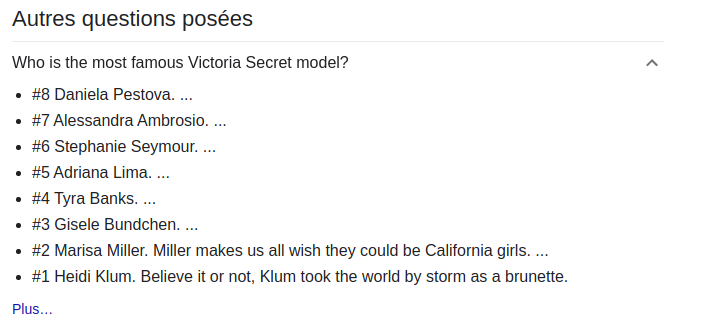 Autres questions posées
Who is the most famous Victoria Secret model?
#8 Daniela Pestova. ...
#7 Alessandra Ambrosio. ...
#6 Stephanie Seymour. ...
#5 Adriana Lima. ...
#4 Tyra Banks. ...
#3 Gisele Bundchen. ...
#2 Marisa Miller. Miller makes us all wish they could be California girls. ...
#1 Heidi Klum. Believe it or not, Klum took the world by storm as a brunette.
Plus…